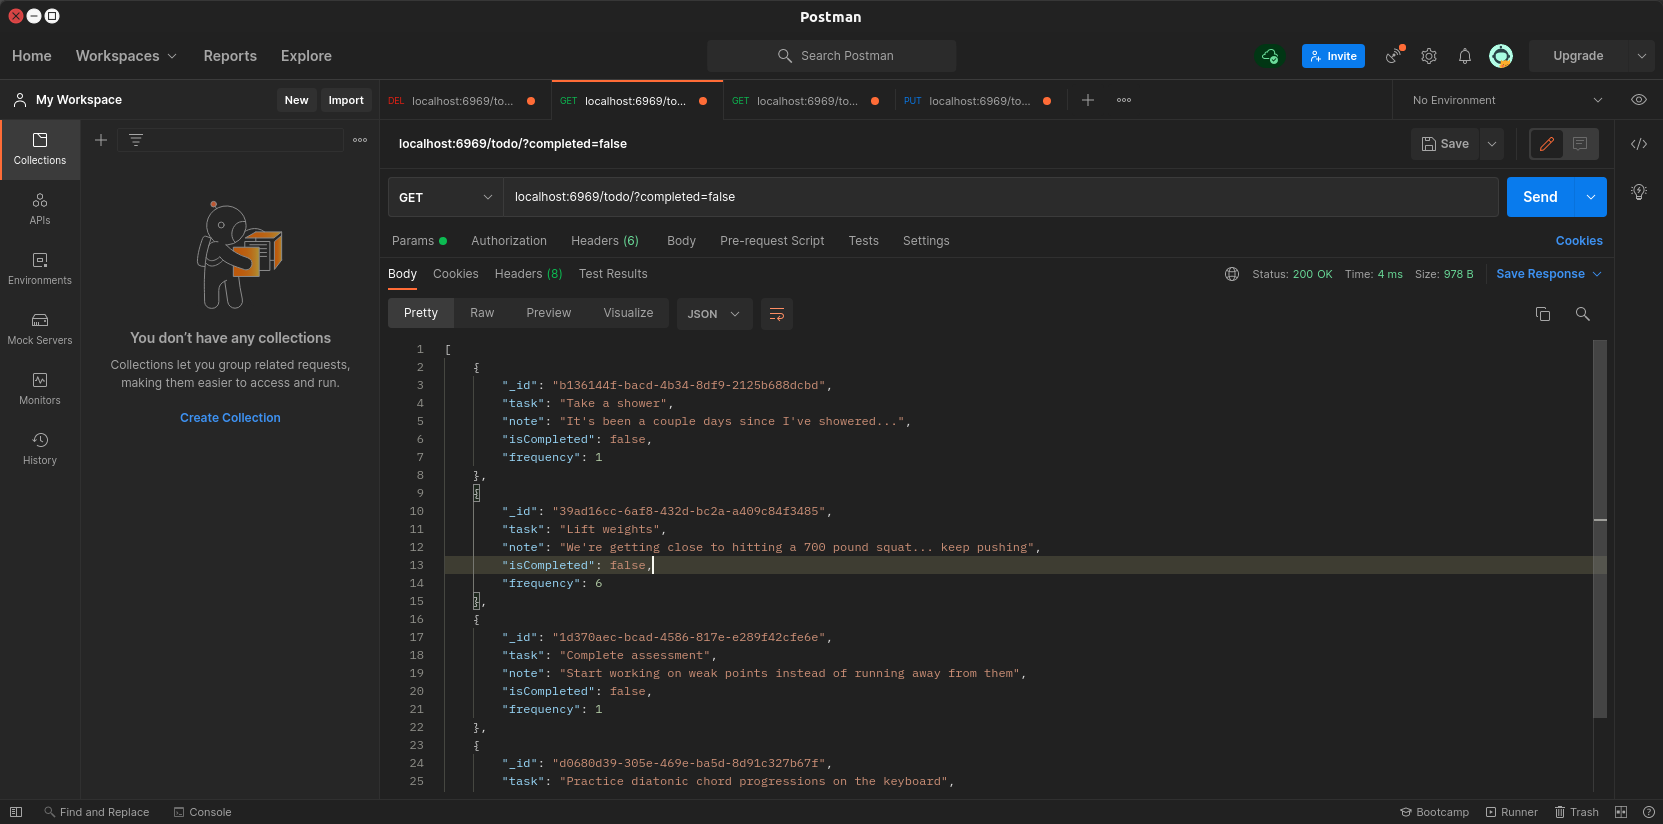 Postman
Home Workspaces Reports Explore Search Postman Invite Upgrade
My Workspace New Import DEL localhost:6969/to... GET localhost:6969/to... GET localhost:6969/to... PUT localhost:6969/to... No Environment
Collections
APIs
Environments
Mock Servers
Monitors
History
You don't have any collections
Collections let you group related requests,
making them easier to access and run.
Create Collection
localhost:6969/todo/?completed=false Save
GET localhost:6969/todo/?completed=false Send
Params Authorization Headers (6) Body Pre-request Script Tests Settings Cookies
Body Cookies Headers (8) Test Results Status: 200 OK Time: 4 ms Size: 978 B Save Response
Pretty Raw Preview Visualize JSON
1 [
2 {
3 "_id": "b136144f-bacd-4b34-8df9-2125b688dcbd",
4 "task": "Take a shower",
5 "note": "It's been a couple days since I've showered...",
6 "isCompleted": false,
7 "frequency": 1
8 },
9 {
10 "_id": "39ad16cc-6af8-432d-bc2a-a409c84f3485",
11 "task": "Lift weights",
12 "note": "We're getting close to hitting a 700 pound squat... keep pushing",
13 "isCompleted": false,
14 "frequency": 6
15 },
16 {
17 "_id": "1d370aec-bcad-4586-817e-e289f42cfe6e",
18 "task": "Complete assessment",
19 "note": "Start working on weak points instead of running away from them",
20 "isCompleted": false,
21 "frequency": 1
22 },
23 {
24 "_id": "d0680d39-305e-469e-ba5d-8d91c327b67f",
25 "task": "Practice diatonic chord progressions on the keyboard",
Find and Replace Console Bootcamp Runner Trash